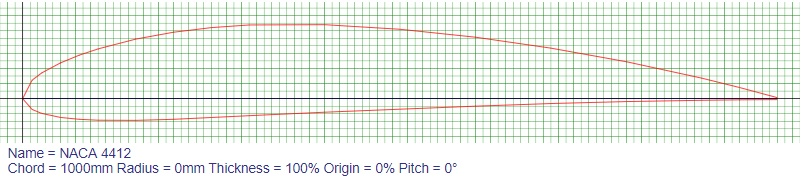 Name = NACA 4412
Chord = 1000mm Radius = 0mm Thickness = 100% Origin = 0% Pitch = 0°